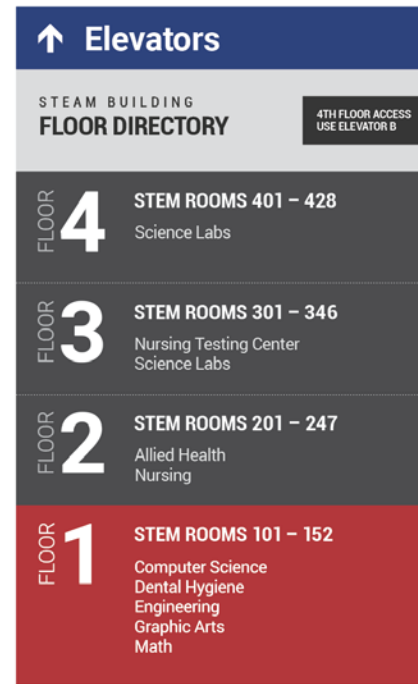 Elevators
STEAM BUILDING
FLOOR DIRECTORY
4TH FLOOR ACCESS
USE ELEVATOR B
FLOOR 4
STEM ROOMS 401 – 428
Science Labs
FLOOR 3
STEM ROOMS 301 – 346
Nursing Testing Center
Science Labs
FLOOR 2
STEM ROOMS 201 – 247
Allied Health
Nursing
FLOOR 1
STEM ROOMS 101 – 152
Computer Science
Dental Hygiene
Engineering
Graphic Arts
Math